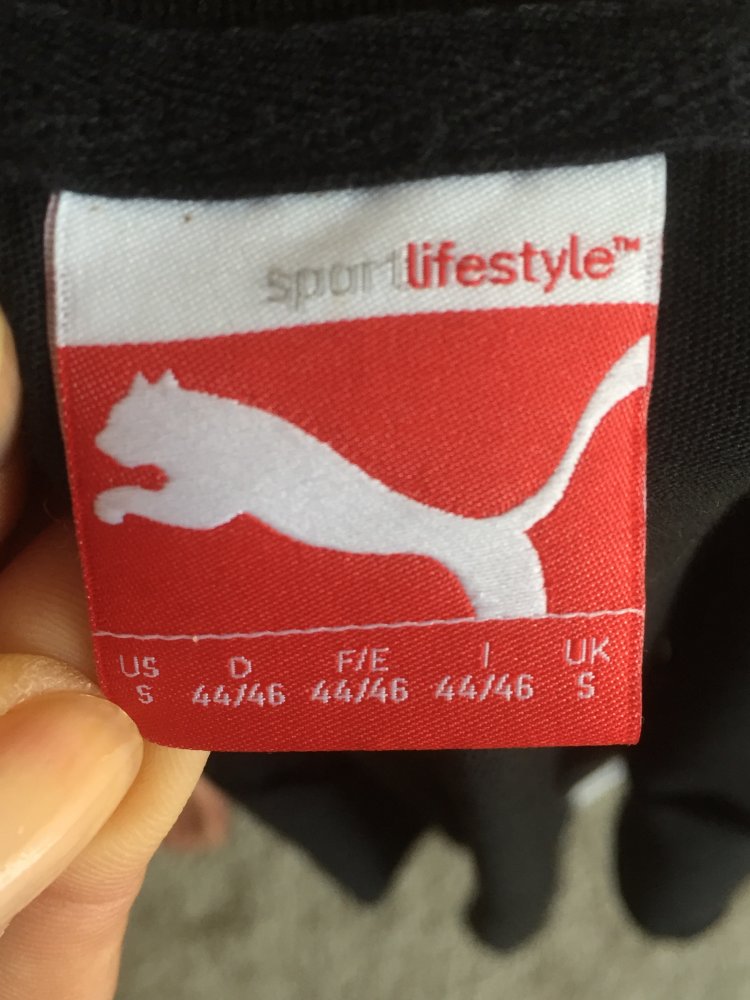 sportlifestyle™
US D F/E I UK
S 44/46 44/46 44/46 S